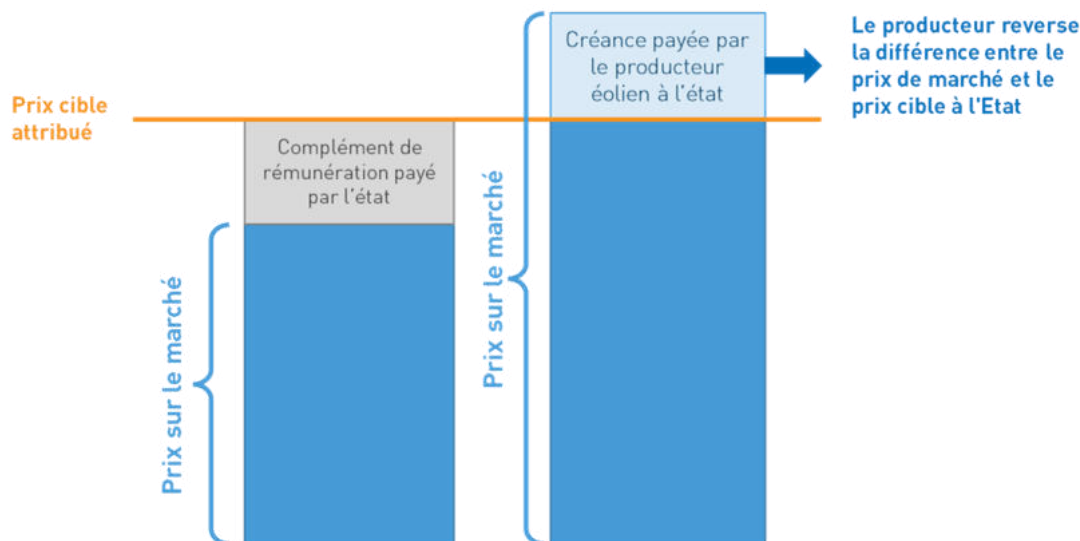 Prix cible
attribué
Complément de
rémunération payé
par l'état
Prix sur le marché
Créance payée par
le producteur
éolien à l'état
Prix sur le marché
Le producteur reverse
la différence entre le
prix de marché et le
prix cible à l'Etat